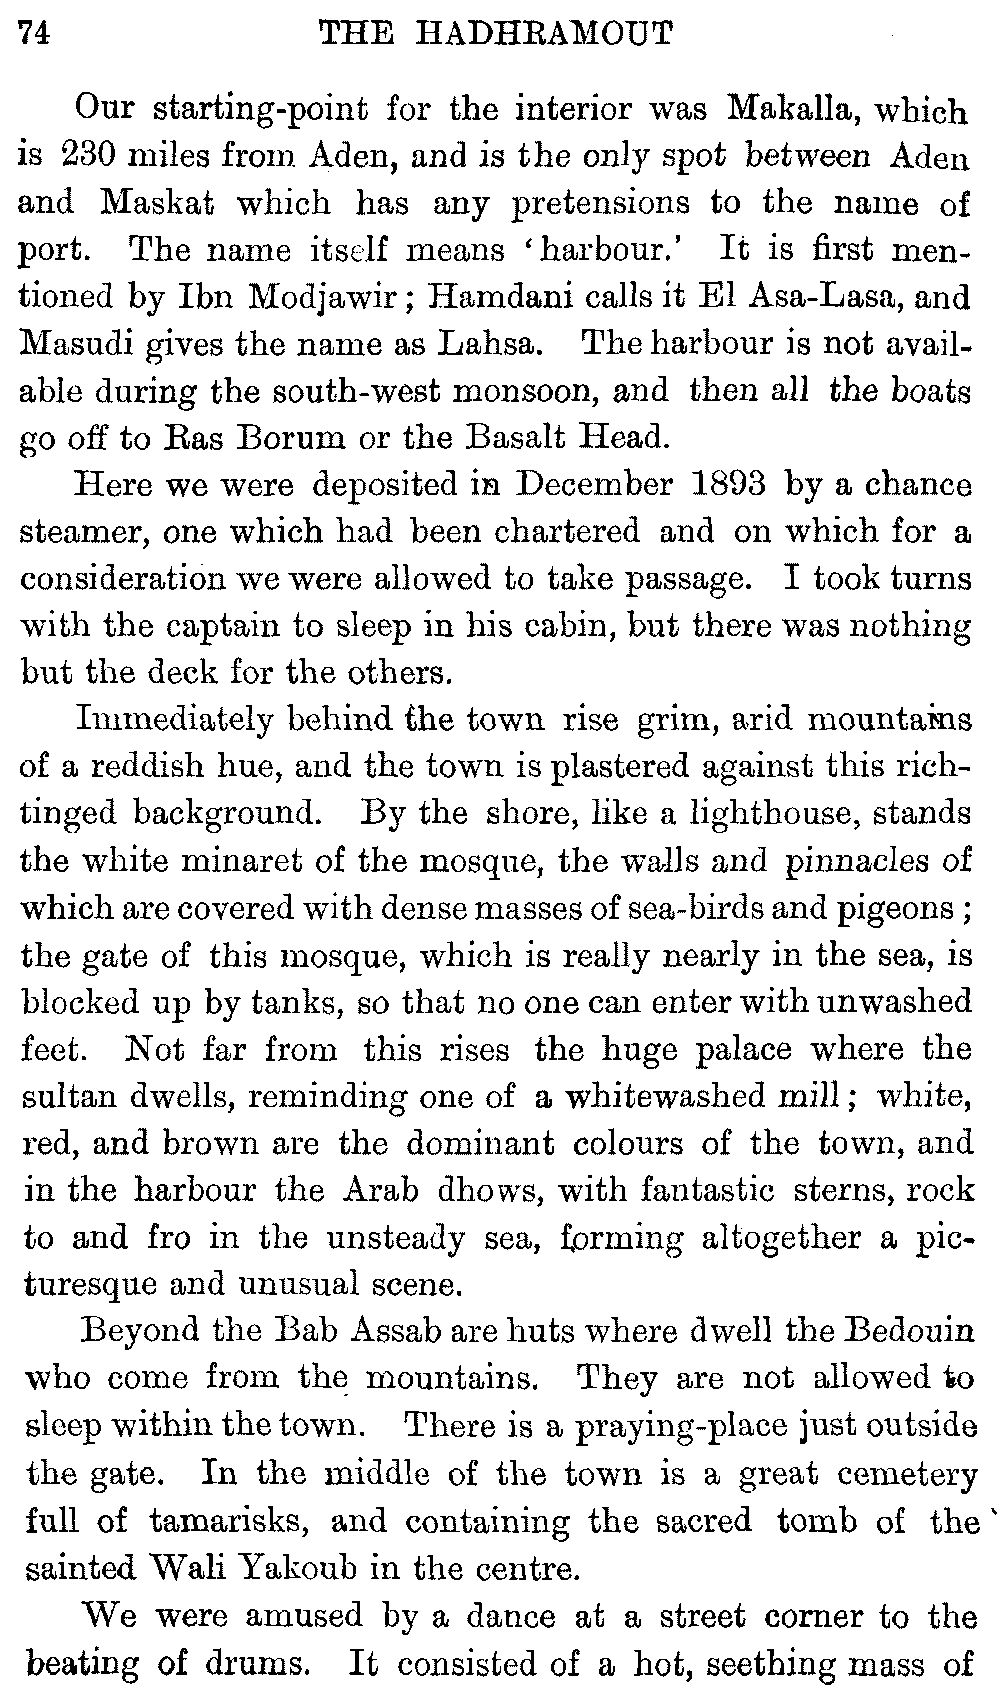 74 THE HADHRAMOUT
Our starting-point for the interior was Makalla, which
is 230 miles from Aden, and is the only spot between Aden
and Maskat which has any pretensions to the name of
port. The name itself means ‘harbour.’ It is first men-
tioned by Ibn Modjawir; Hamdani calls it El Asa-Lasa, and
Masudi gives the name as Lahsa. The harbour is not avail-
able during the south-west monsoon, and then all the boats
go off to Ras Borum or the Basalt Head.
Here we were deposited in December 1893 by a chance
steamer, one which had been chartered and on which for a
consideration we were allowed to take passage. I took turns
with the captain to sleep in his cabin, but there was nothing
but the deck for the others.
Immediately behind the town rise grim, arid mountains
of a reddish hue, and the town is plastered against this rich-
tinged background. By the shore, like a lighthouse, stands
the white minaret of the mosque, the walls and pinnacles of
which are covered with dense masses of sea-birds and pigeons;
the gate of this mosque, which is really nearly in the sea, is
blocked up by tanks, so that no one can enter with unwashed
feet. Not far from this rises the huge palace where the
sultan dwells, reminding one of a whitewashed mill; white,
red, and brown are the dominant colours of the town, and
in the harbour the Arab dhows, with fantastic sterns, rock
to and fro in the unsteady sea, forming altogether a pic-
turesque and unusual scene.
Beyond the Bab Assab are huts where dwell the Bedouin
who come from the mountains. They are not allowed to
sleep within the town. There is a praying-place just outside
the gate. In the middle of the town is a great cemetery
full of tamarisks, and containing the sacred tomb of the
sainted Wali Yakoub in the centre.
We were amused by a dance at a street corner to the
beating of drums. It consisted of a hot, seething mass of